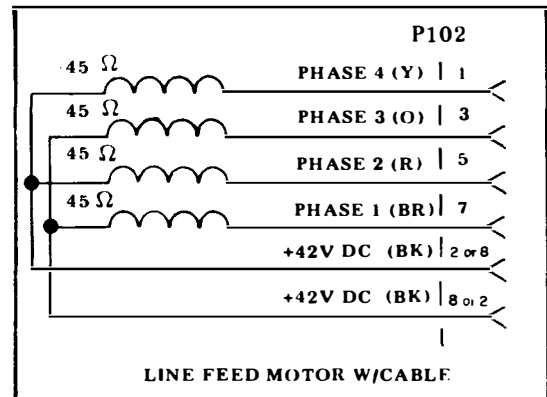 P102
45 Ω PHASE 4 (Y) 1
45 Ω PHASE 3 (O) 3
45 Ω PHASE 2 (R) 5
45 Ω PHASE 1 (BR) 7
+42V DC (BK) 2 or 8
+42V DC (BK) 8 or 2
LINE FEED MOTOR W/CABLE